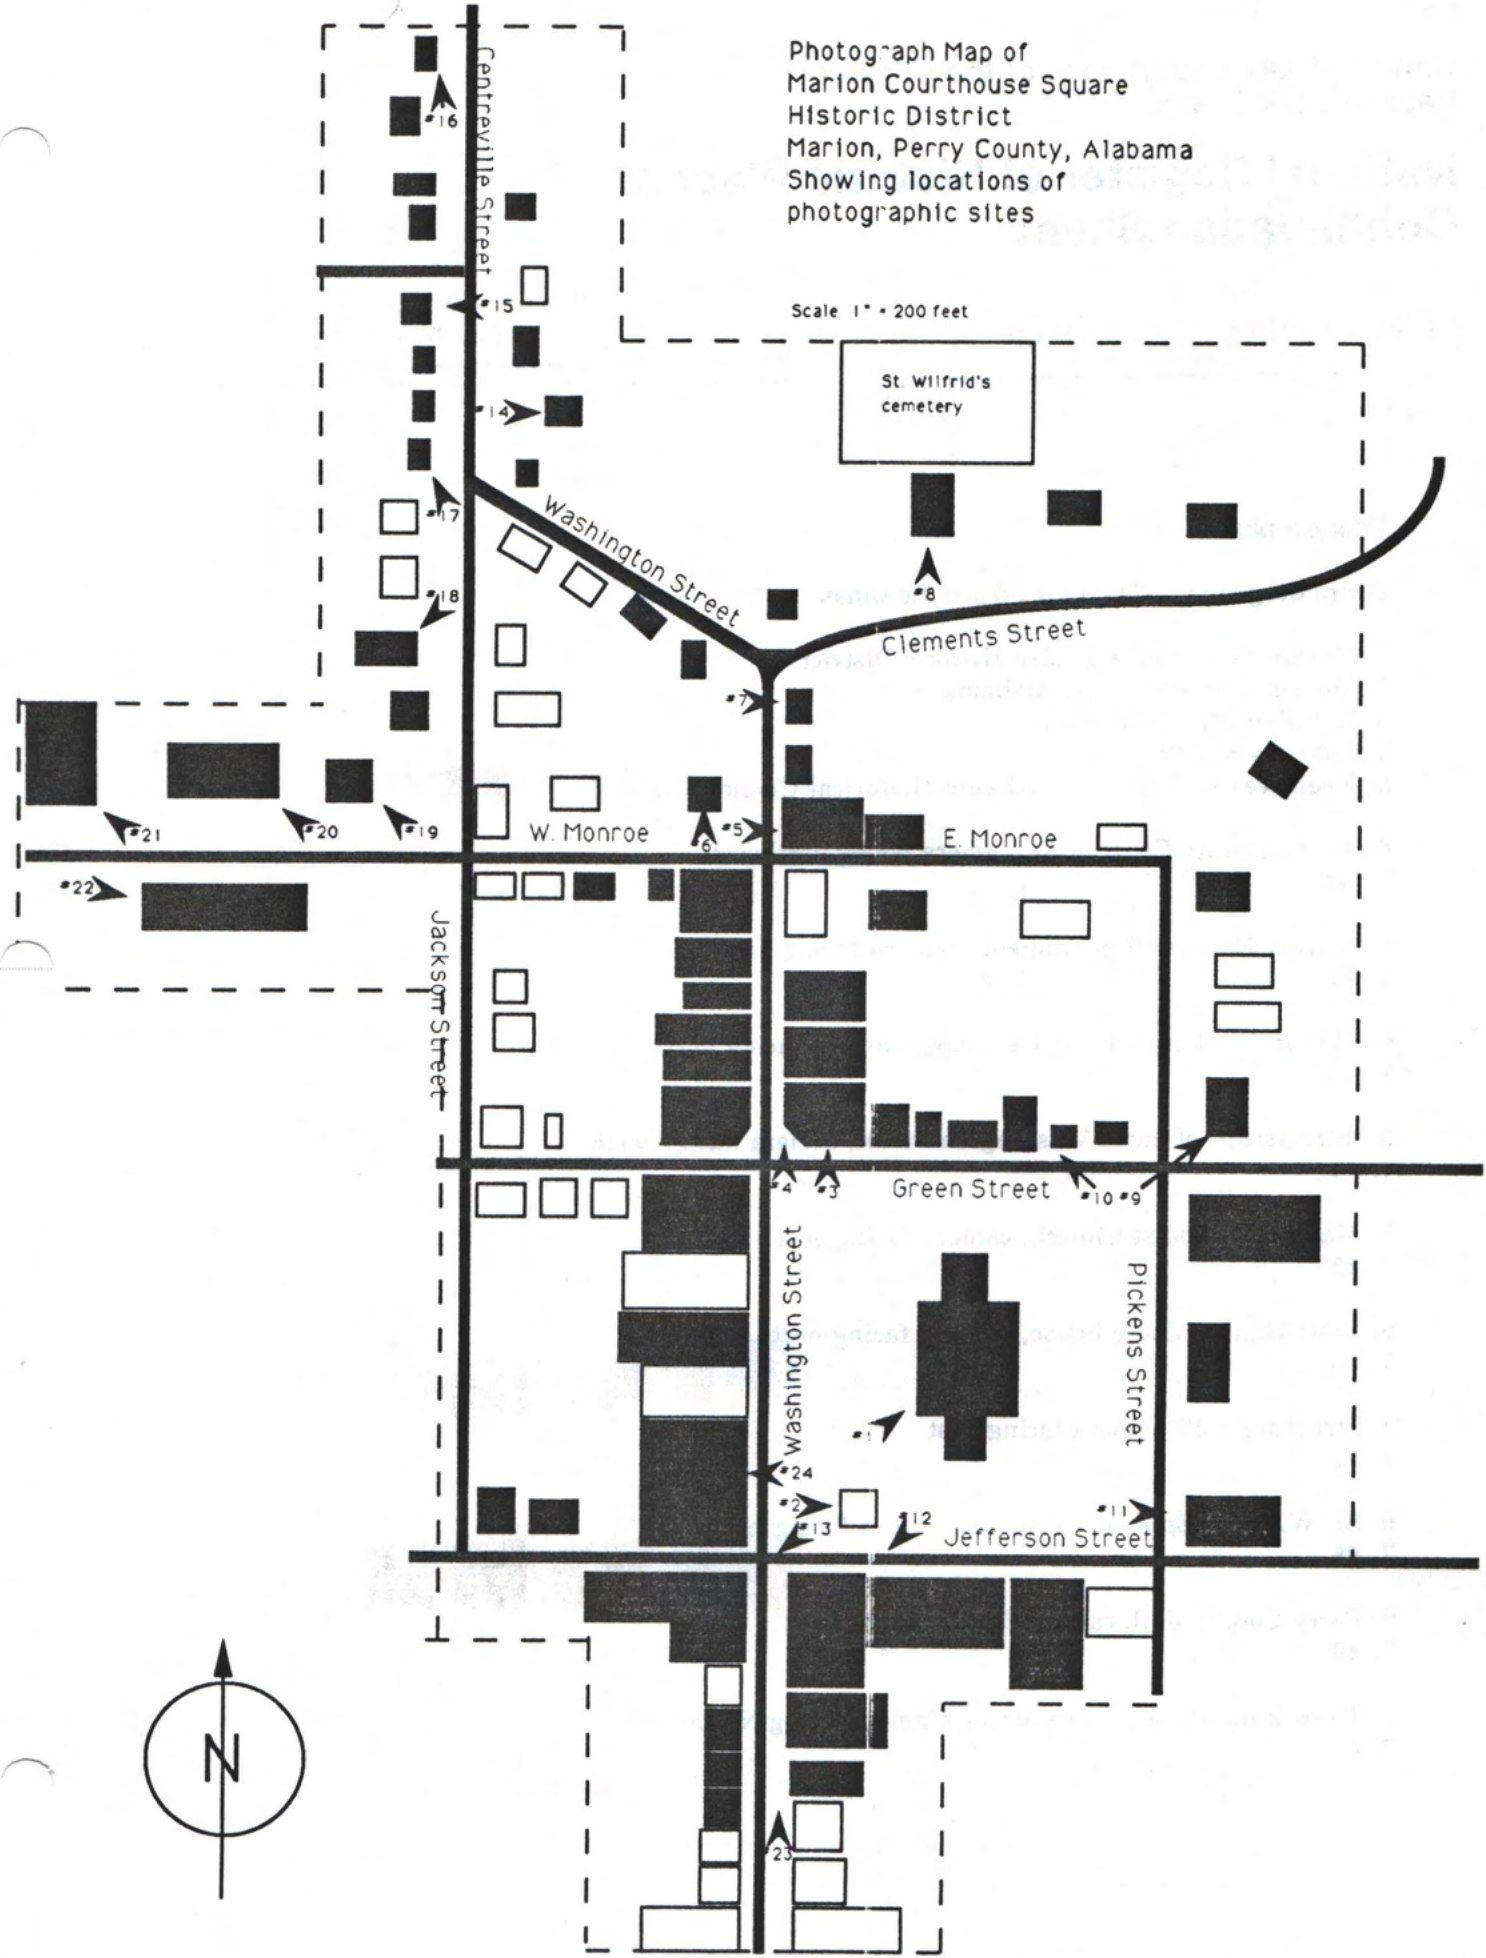 Photograph Map of
Marion Courthouse Square
Historic District
Marion, Perry County, Alabama
Showing locations of
photographic sites
Scale 1" = 200 feet
Centreville Street
#16
#15
St. Wilfrid's
cemetery
#14
#17
Washington Street
#18
#8
Clements Street
#7
#21
#20
#19
W. Monroe
#6
#5
E. Monroe
#22
Jackson Street
#4
#3
Green Street
#10
#9
Washington Street
Pickens Street
#1
#24
#2
#13
#12
#11
Jefferson Street
N
#23